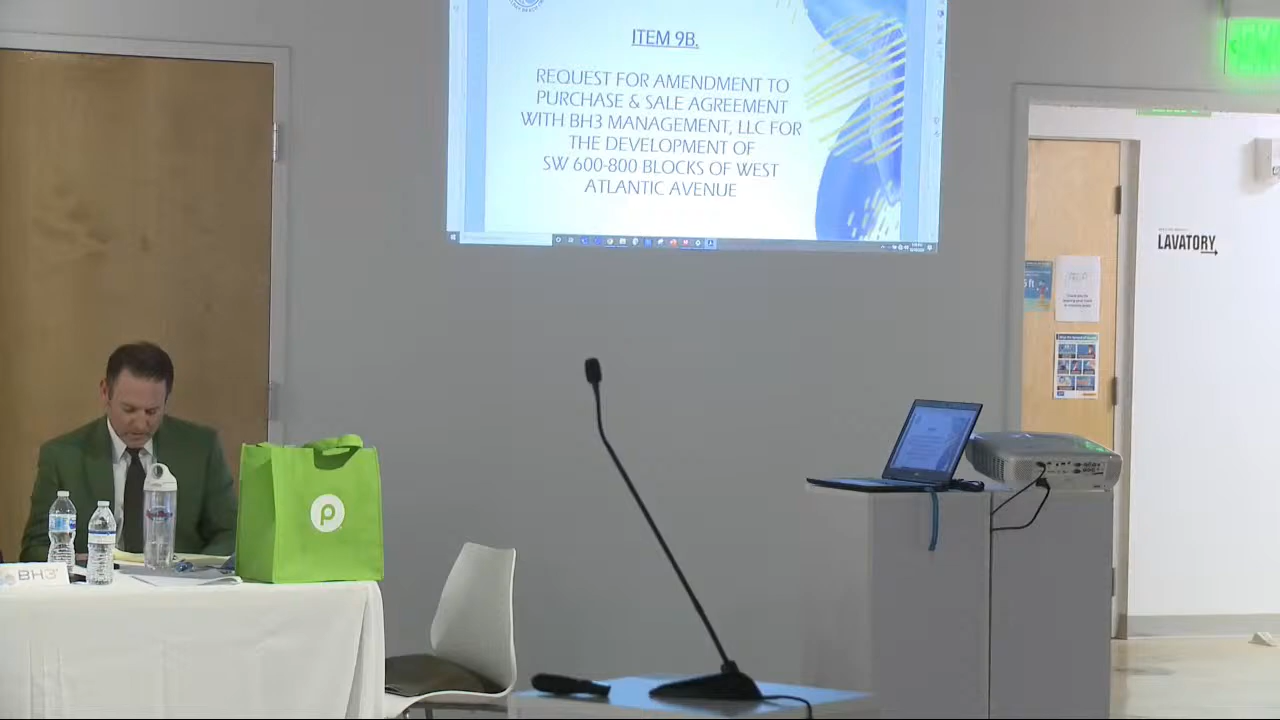 ITEM 9B.
REQUEST FOR AMENDMENT TO
PURCHASE & SALE AGREEMENT
WITH BH3 MANAGEMENT, LLC FOR
THE DEVELOPMENT OF
SW 600-800 BLOCKS OF WEST
ATLANTIC AVENUE
LAVATORY
BH3
p